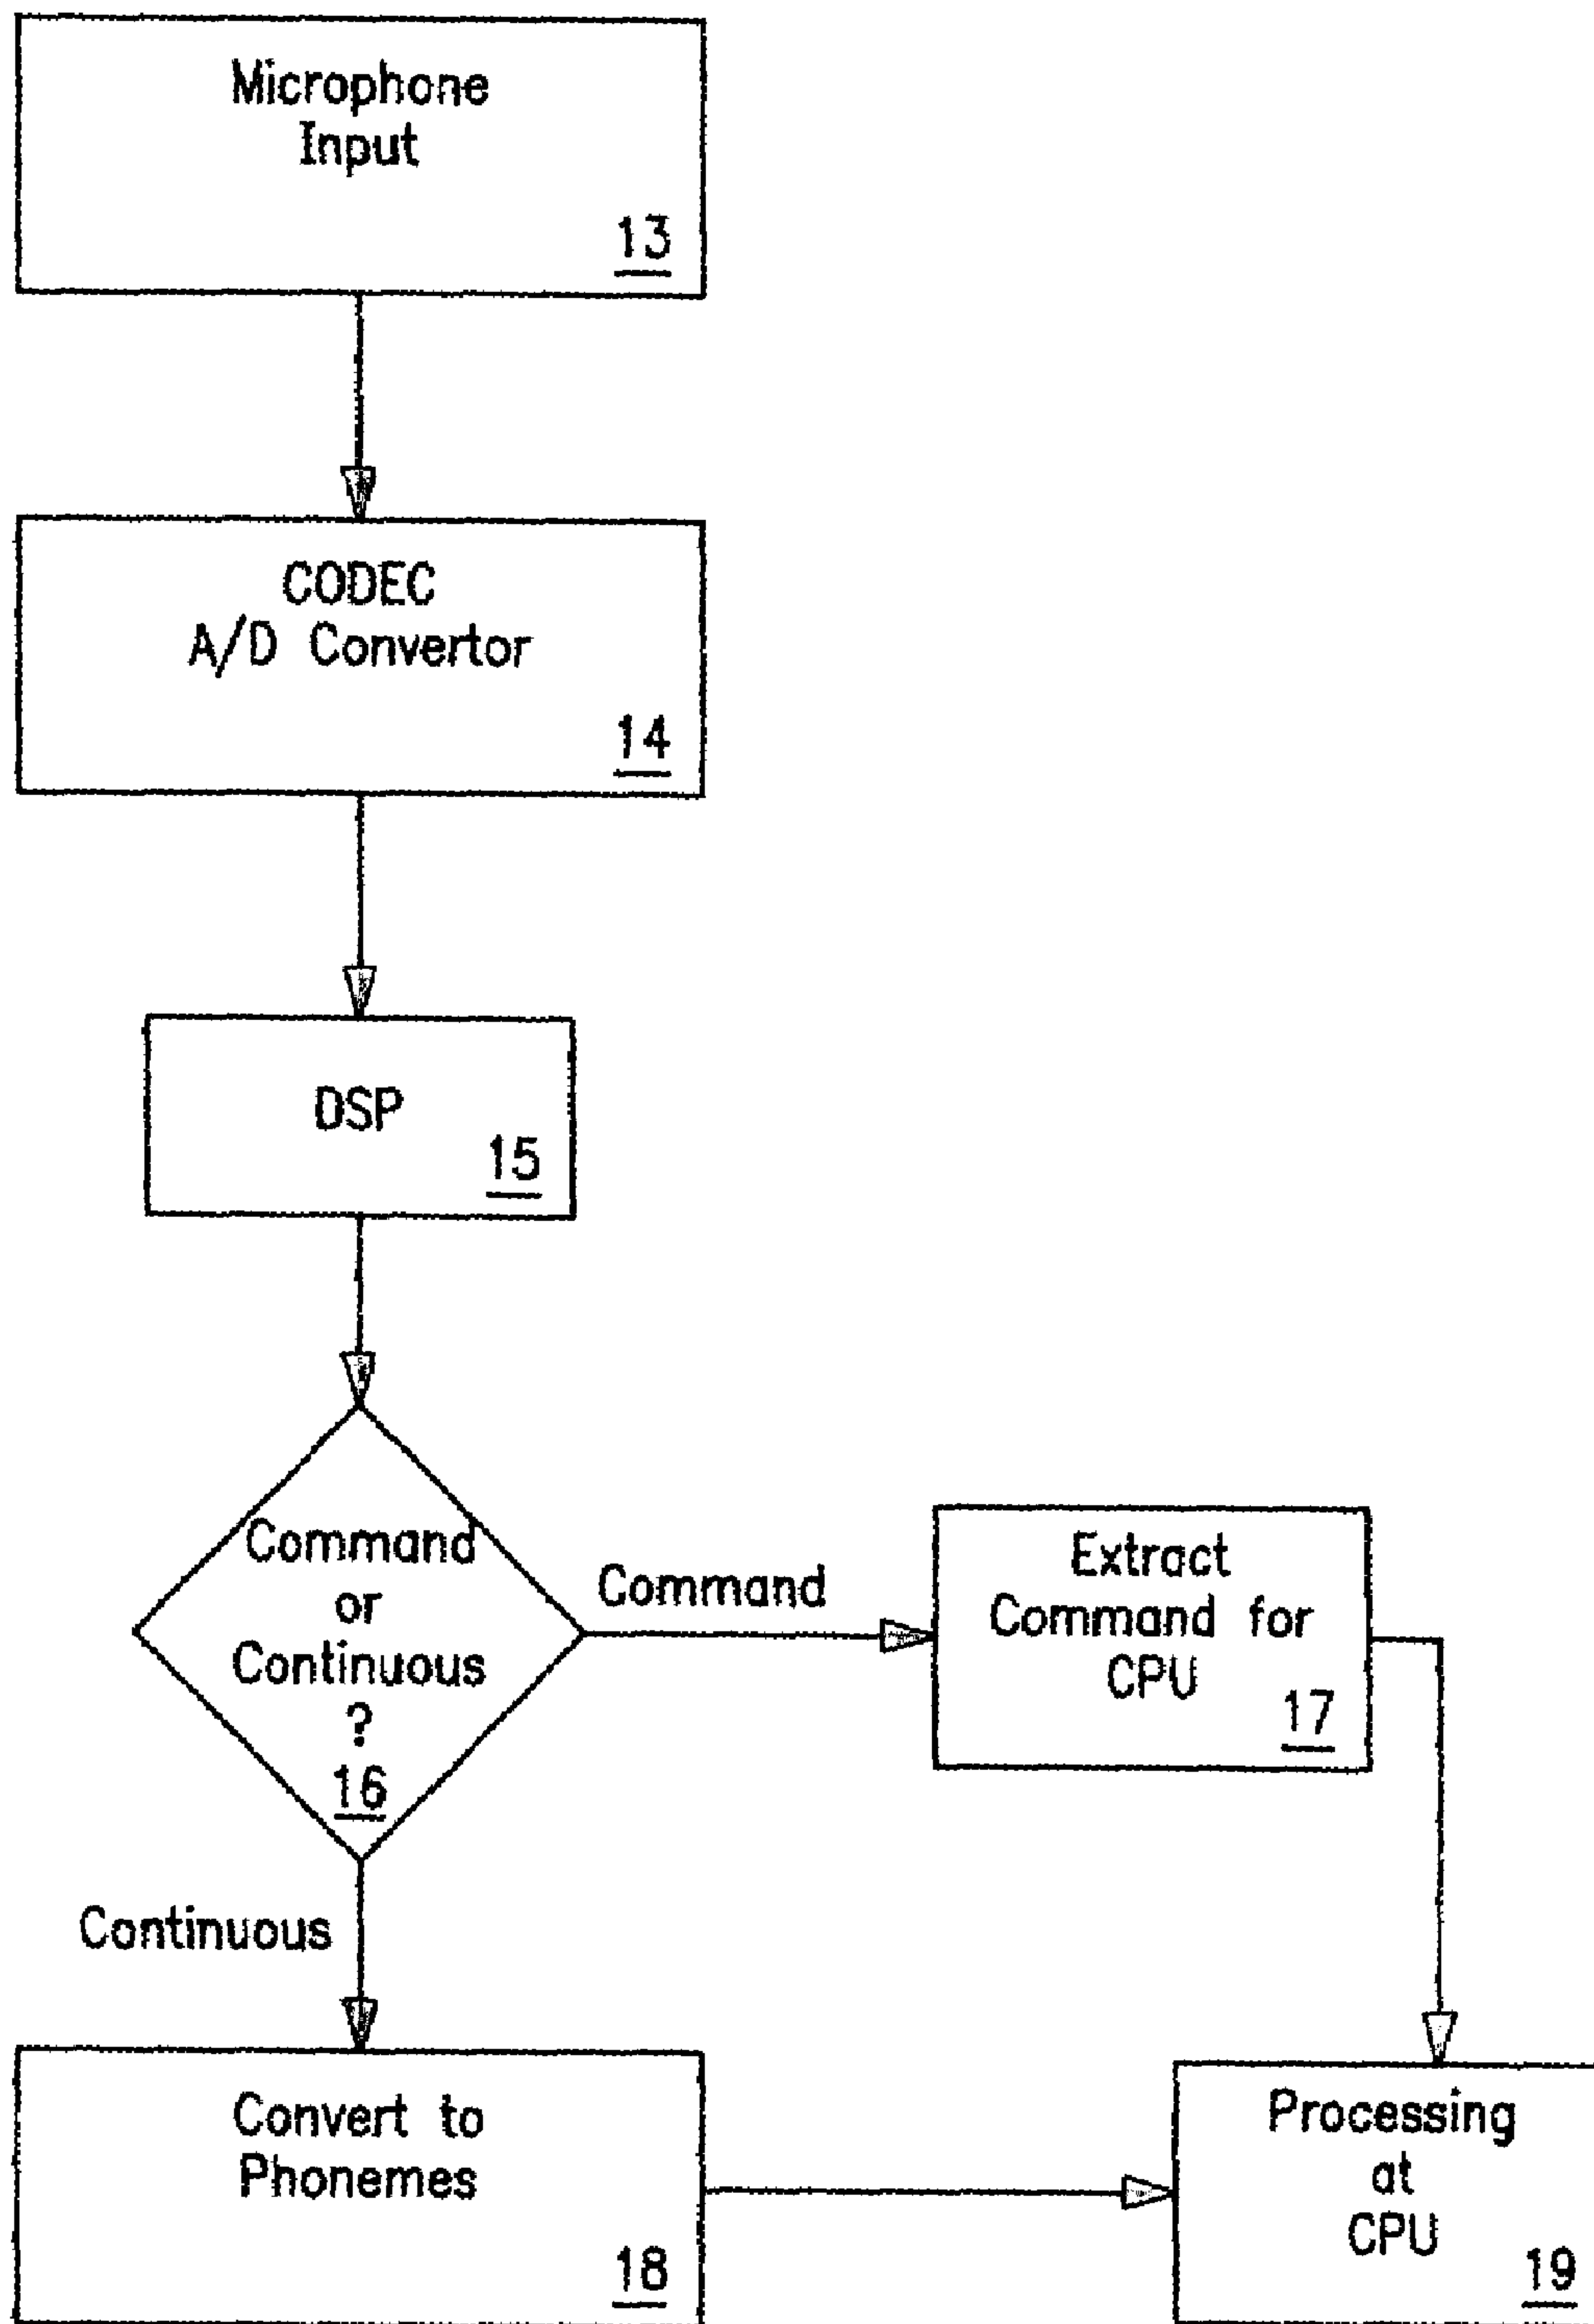 Microphone
Input
13
CODEC
A/D Convertor
14
DSP
15
Command
or
Continuous
?
16
Command
Extract
Command for
CPU
17
Continuous
Convert to
Phonemes
18
Processing
at
CPU
19